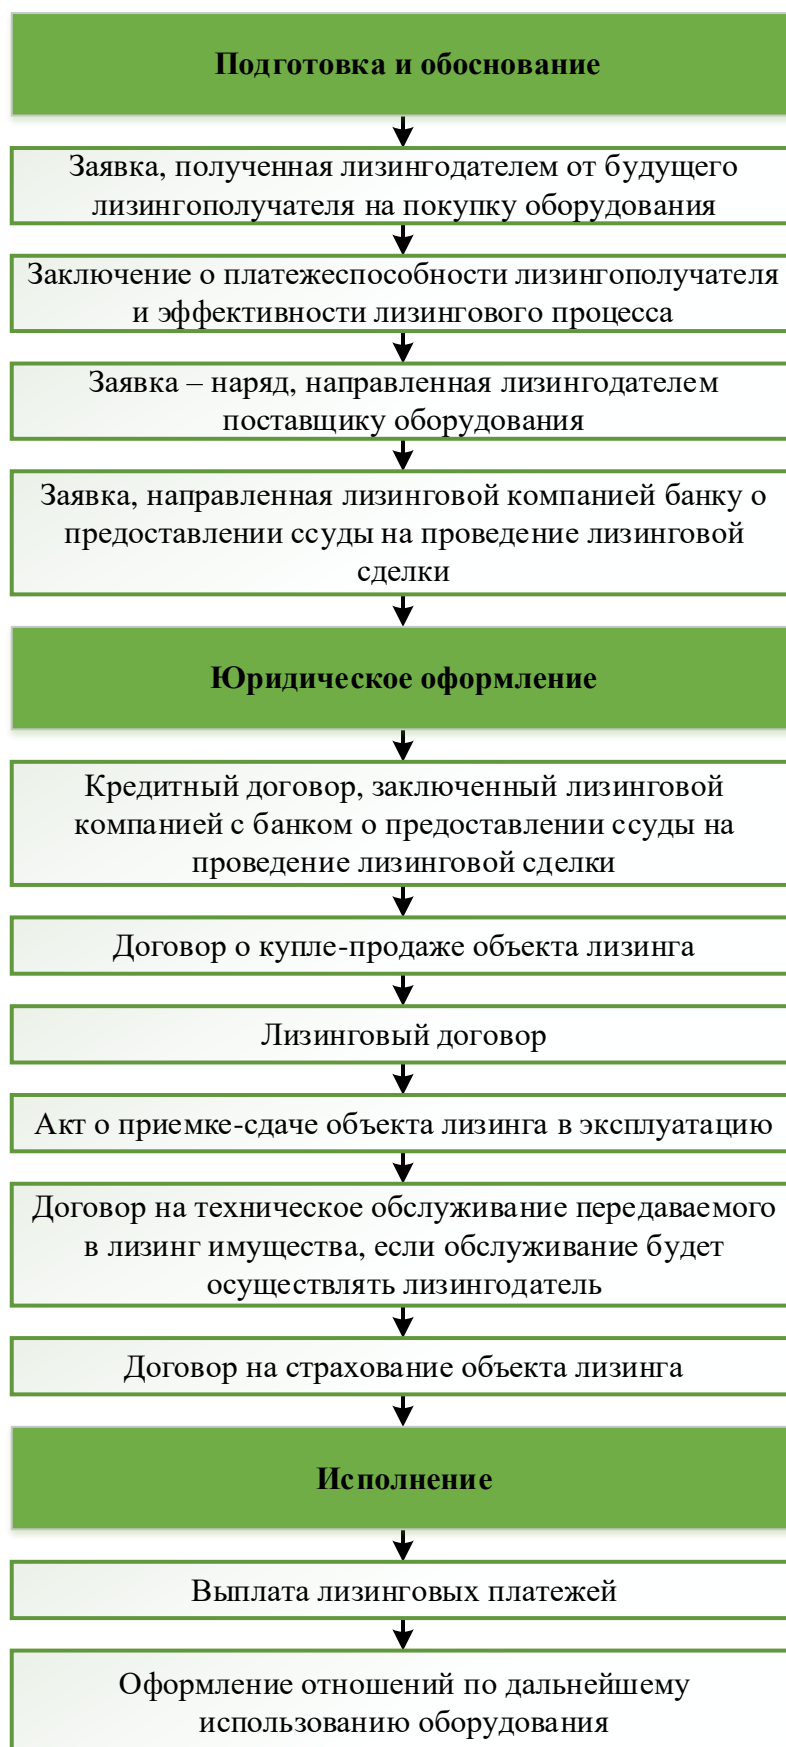 Подготовка и обоснование
Заявка, полученная лизингодателем от будущего
лизингополучателя на покупку оборудования
Заключение о платежеспособности лизингополучателя
и эффективности лизингового процесса
Заявка – наряд, направленная лизингодателем
поставщику оборудования
Заявка, направленная лизинговой компанией банку о
предоставлении ссуды на проведение лизинговой
сделки
Юридическое оформление
Кредитный договор, заключенный лизинговой
компанией с банком о предоставлении ссуды на
проведение лизинговой сделки
Договор о купле-продаже объекта лизинга
Лизинговый договор
Акт о приемке-сдаче объекта лизинга в эксплуатацию
Договор на техническое обслуживание передаваемого
в лизинг имущества, если обслуживание будет
осуществлять лизингодатель
Договор на страхование объекта лизинга
Исполнение
Выплата лизинговых платежей
Оформление отношений по дальнейшему
использованию оборудования